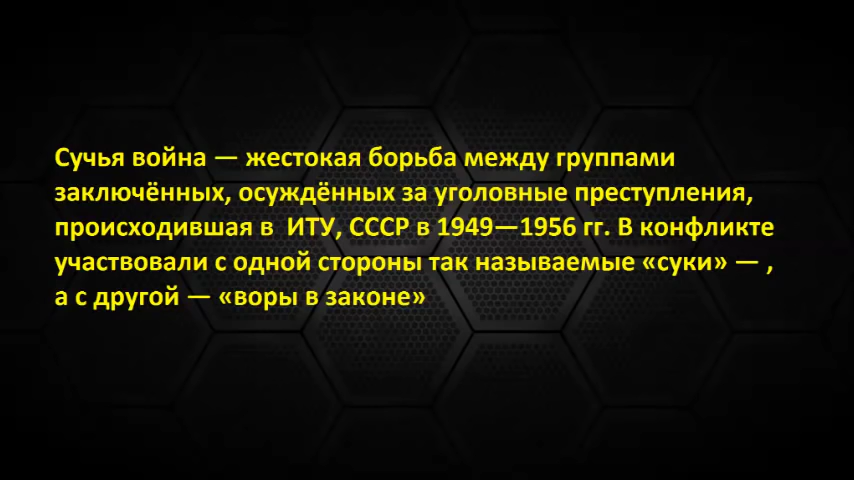 Сучья война — жестокая борьба между группами
заключённых, осуждённых за уголовные преступления,
происходившая в  ИТУ, СССР в 1949—1956 гг. В конфликте
участвовали с одной стороны так называемые «суки» — ,
а с другой — «воры в законе»